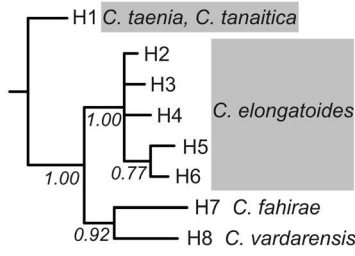 H1 C. taenia, C. tanaitica
H2
H3
1.00 H4 C. elongatoides
H5
0.77 H6
1.00
H7 C. fahirae
0.92 H8 C. vardarensis